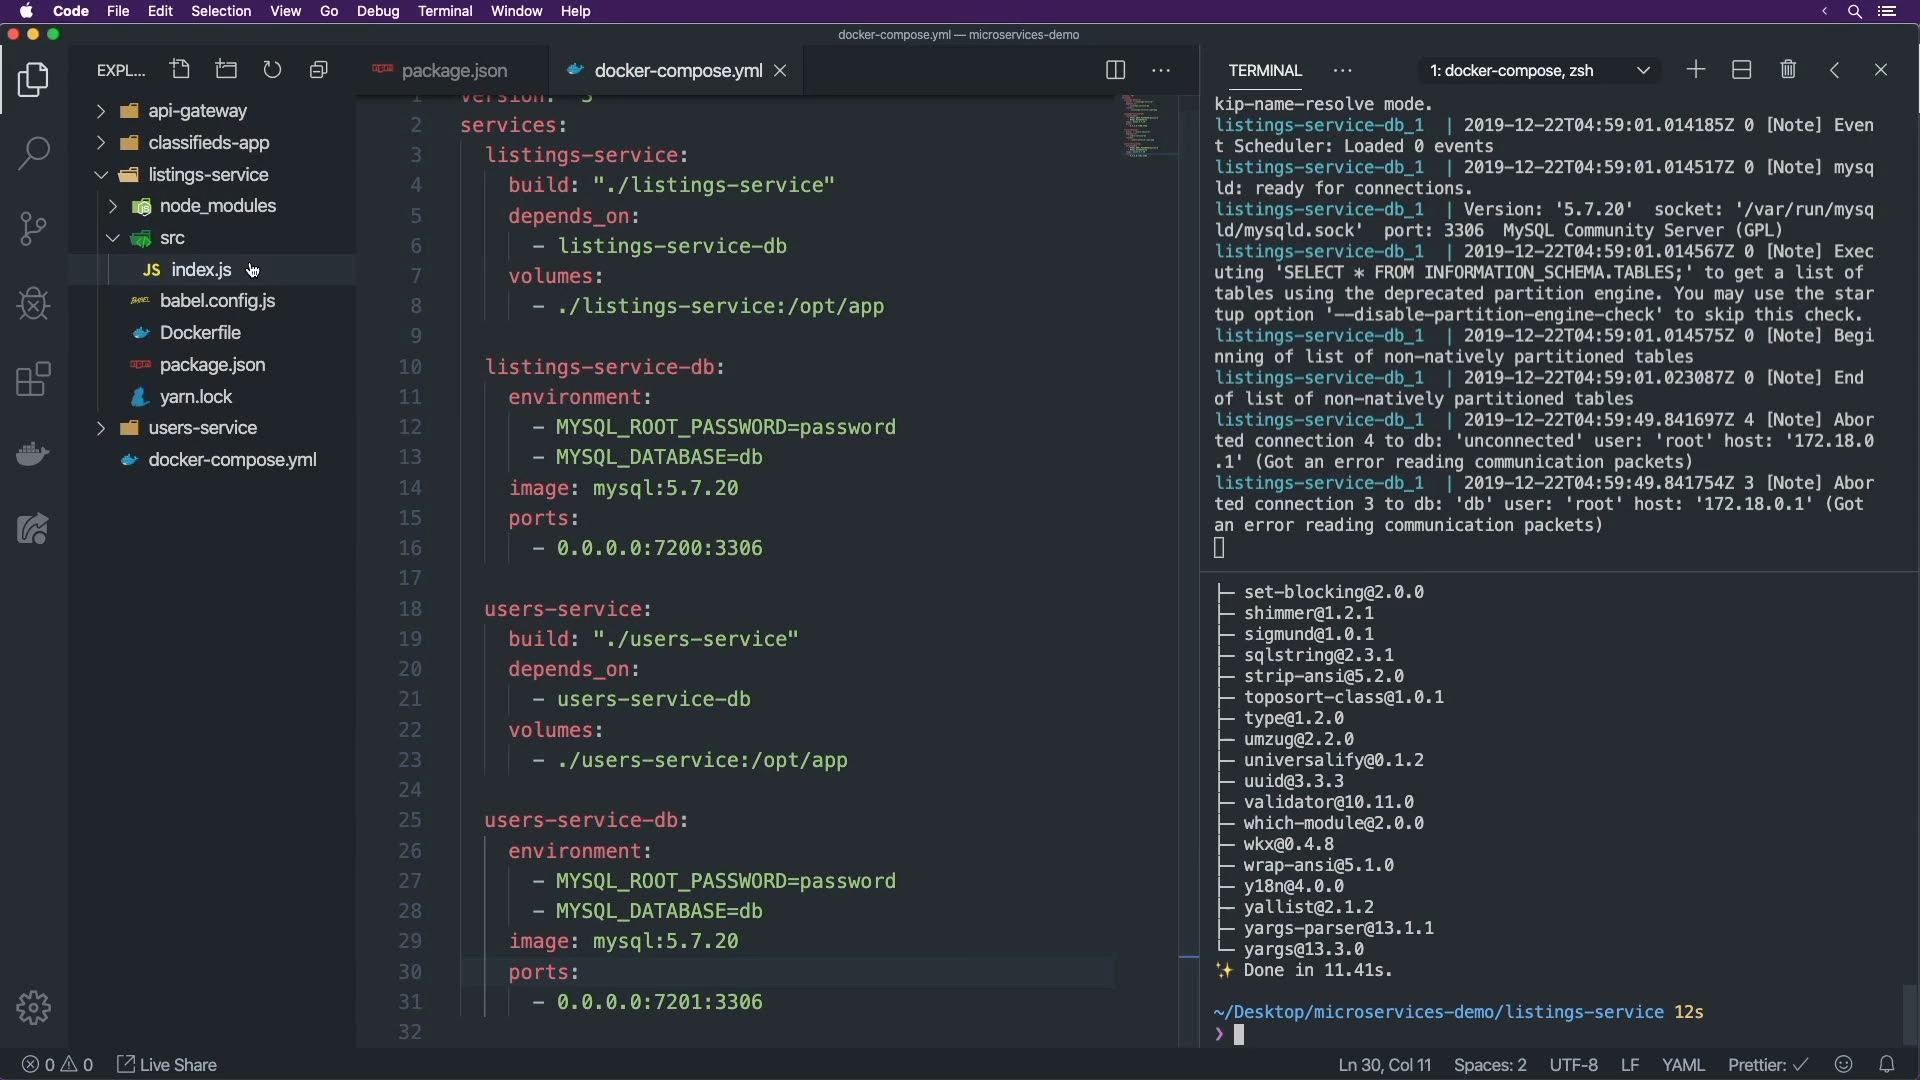 Code File Edit Selection View Go Debug Terminal Window Help
docker-compose.yml — microservices-demo
EXPL...
package.json
docker-compose.yml
TERMINAL
1: docker-compose, zsh
api-gateway
classifieds-app
listings-service
node_modules
src
JS index.js
babel.config.js
Dockerfile
package.json
yarn.lock
users-service
docker-compose.yml
1 version: "3"
2 services:
3 listings-service:
4 build: "./listings-service"
5 depends_on:
6 - listings-service-db
7 volumes:
8 - ./listings-service:/opt/app
9
10 listings-service-db:
11 environment:
12 - MYSQL_ROOT_PASSWORD=password
13 - MYSQL_DATABASE=db
14 image: mysql:5.7.20
15 ports:
16 - 0.0.0.0:7200:3306
17
18 users-service:
19 build: "./users-service"
20 depends_on:
21 - users-service-db
22 volumes:
23 - ./users-service:/opt/app
24
25 users-service-db:
26 environment:
27 - MYSQL_ROOT_PASSWORD=password
28 - MYSQL_DATABASE=db
29 image: mysql:5.7.20
30 ports:
31 - 0.0.0.0:7201:3306
32
kip-name-resolve mode.
listings-service-db_1 | 2019-12-22T04:59:01.014185Z 0 [Note] Even
t Scheduler: Loaded 0 events
listings-service-db_1 | 2019-12-22T04:59:01.014517Z 0 [Note] mysq
ld: ready for connections.
listings-service-db_1 | Version: '5.7.20' socket: '/var/run/mysq
ld/mysqld.sock' port: 3306 MySQL Community Server (GPL)
listings-service-db_1 | 2019-12-22T04:59:01.014567Z 0 [Note] Exec
uting 'SELECT * FROM INFORMATION_SCHEMA.TABLES;' to get a list of
tables using the deprecated partition engine. You may use the star
tup option '--disable-partition-engine-check' to skip this check.
listings-service-db_1 | 2019-12-22T04:59:01.014575Z 0 [Note] Begi
nning of list of non-natively partitioned tables
listings-service-db_1 | 2019-12-22T04:59:01.023087Z 0 [Note] End
of list of non-natively partitioned tables
listings-service-db_1 | 2019-12-22T04:59:49.841697Z 4 [Note] Abor
ted connection 4 to db: 'unconnected' user: 'root' host: '172.18.0
.1' (Got an error reading communication packets)
listings-service-db_1 | 2019-12-22T04:59:49.841754Z 3 [Note] Abor
ted connection 3 to db: 'db' user: 'root' host: '172.18.0.1' (Got
an error reading communication packets)
├─ set-blocking@2.0.0
├─ shimmer@1.2.1
├─ sigmund@1.0.1
├─ sqlstring@2.3.1
├─ strip-ansi@5.2.0
├─ toposort-class@1.0.1
├─ type@1.2.0
├─ umzug@2.2.0
├─ universalify@0.1.2
├─ uuid@3.3.3
├─ validator@10.11.0
├─ which-module@2.0.0
├─ wkx@0.4.8
├─ wrap-ansi@5.1.0
├─ y18n@4.0.0
├─ yallist@2.1.2
├─ yargs-parser@13.1.1
└─ yargs@13.3.0
✨ Done in 11.41s.
~/Desktop/microservices-demo/listings-service 12s
❯
0 0 Live Share
Ln 30, Col 11 Spaces: 2 UTF-8 LF YAML Prettier: ✓